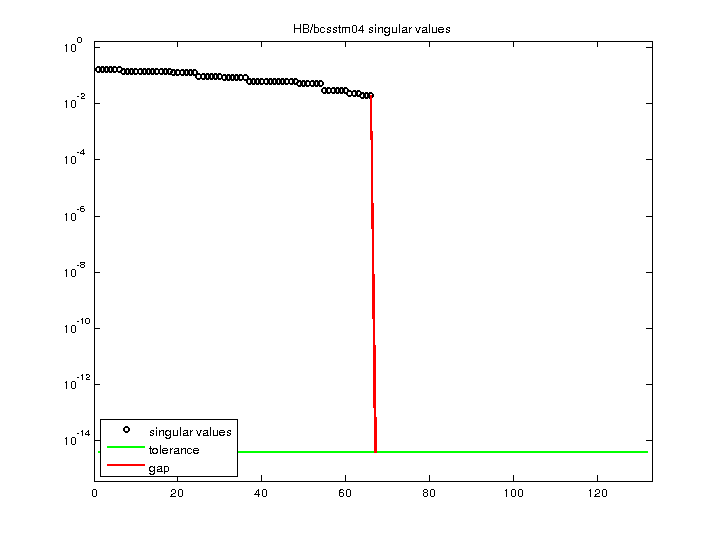 HB/bcsstm04 singular values
10^0
10^-2
10^-4
10^-6
10^-8
10^-10
10^-12
10^-14
singular values
tolerance
gap
0 20 40 60 80 100 120